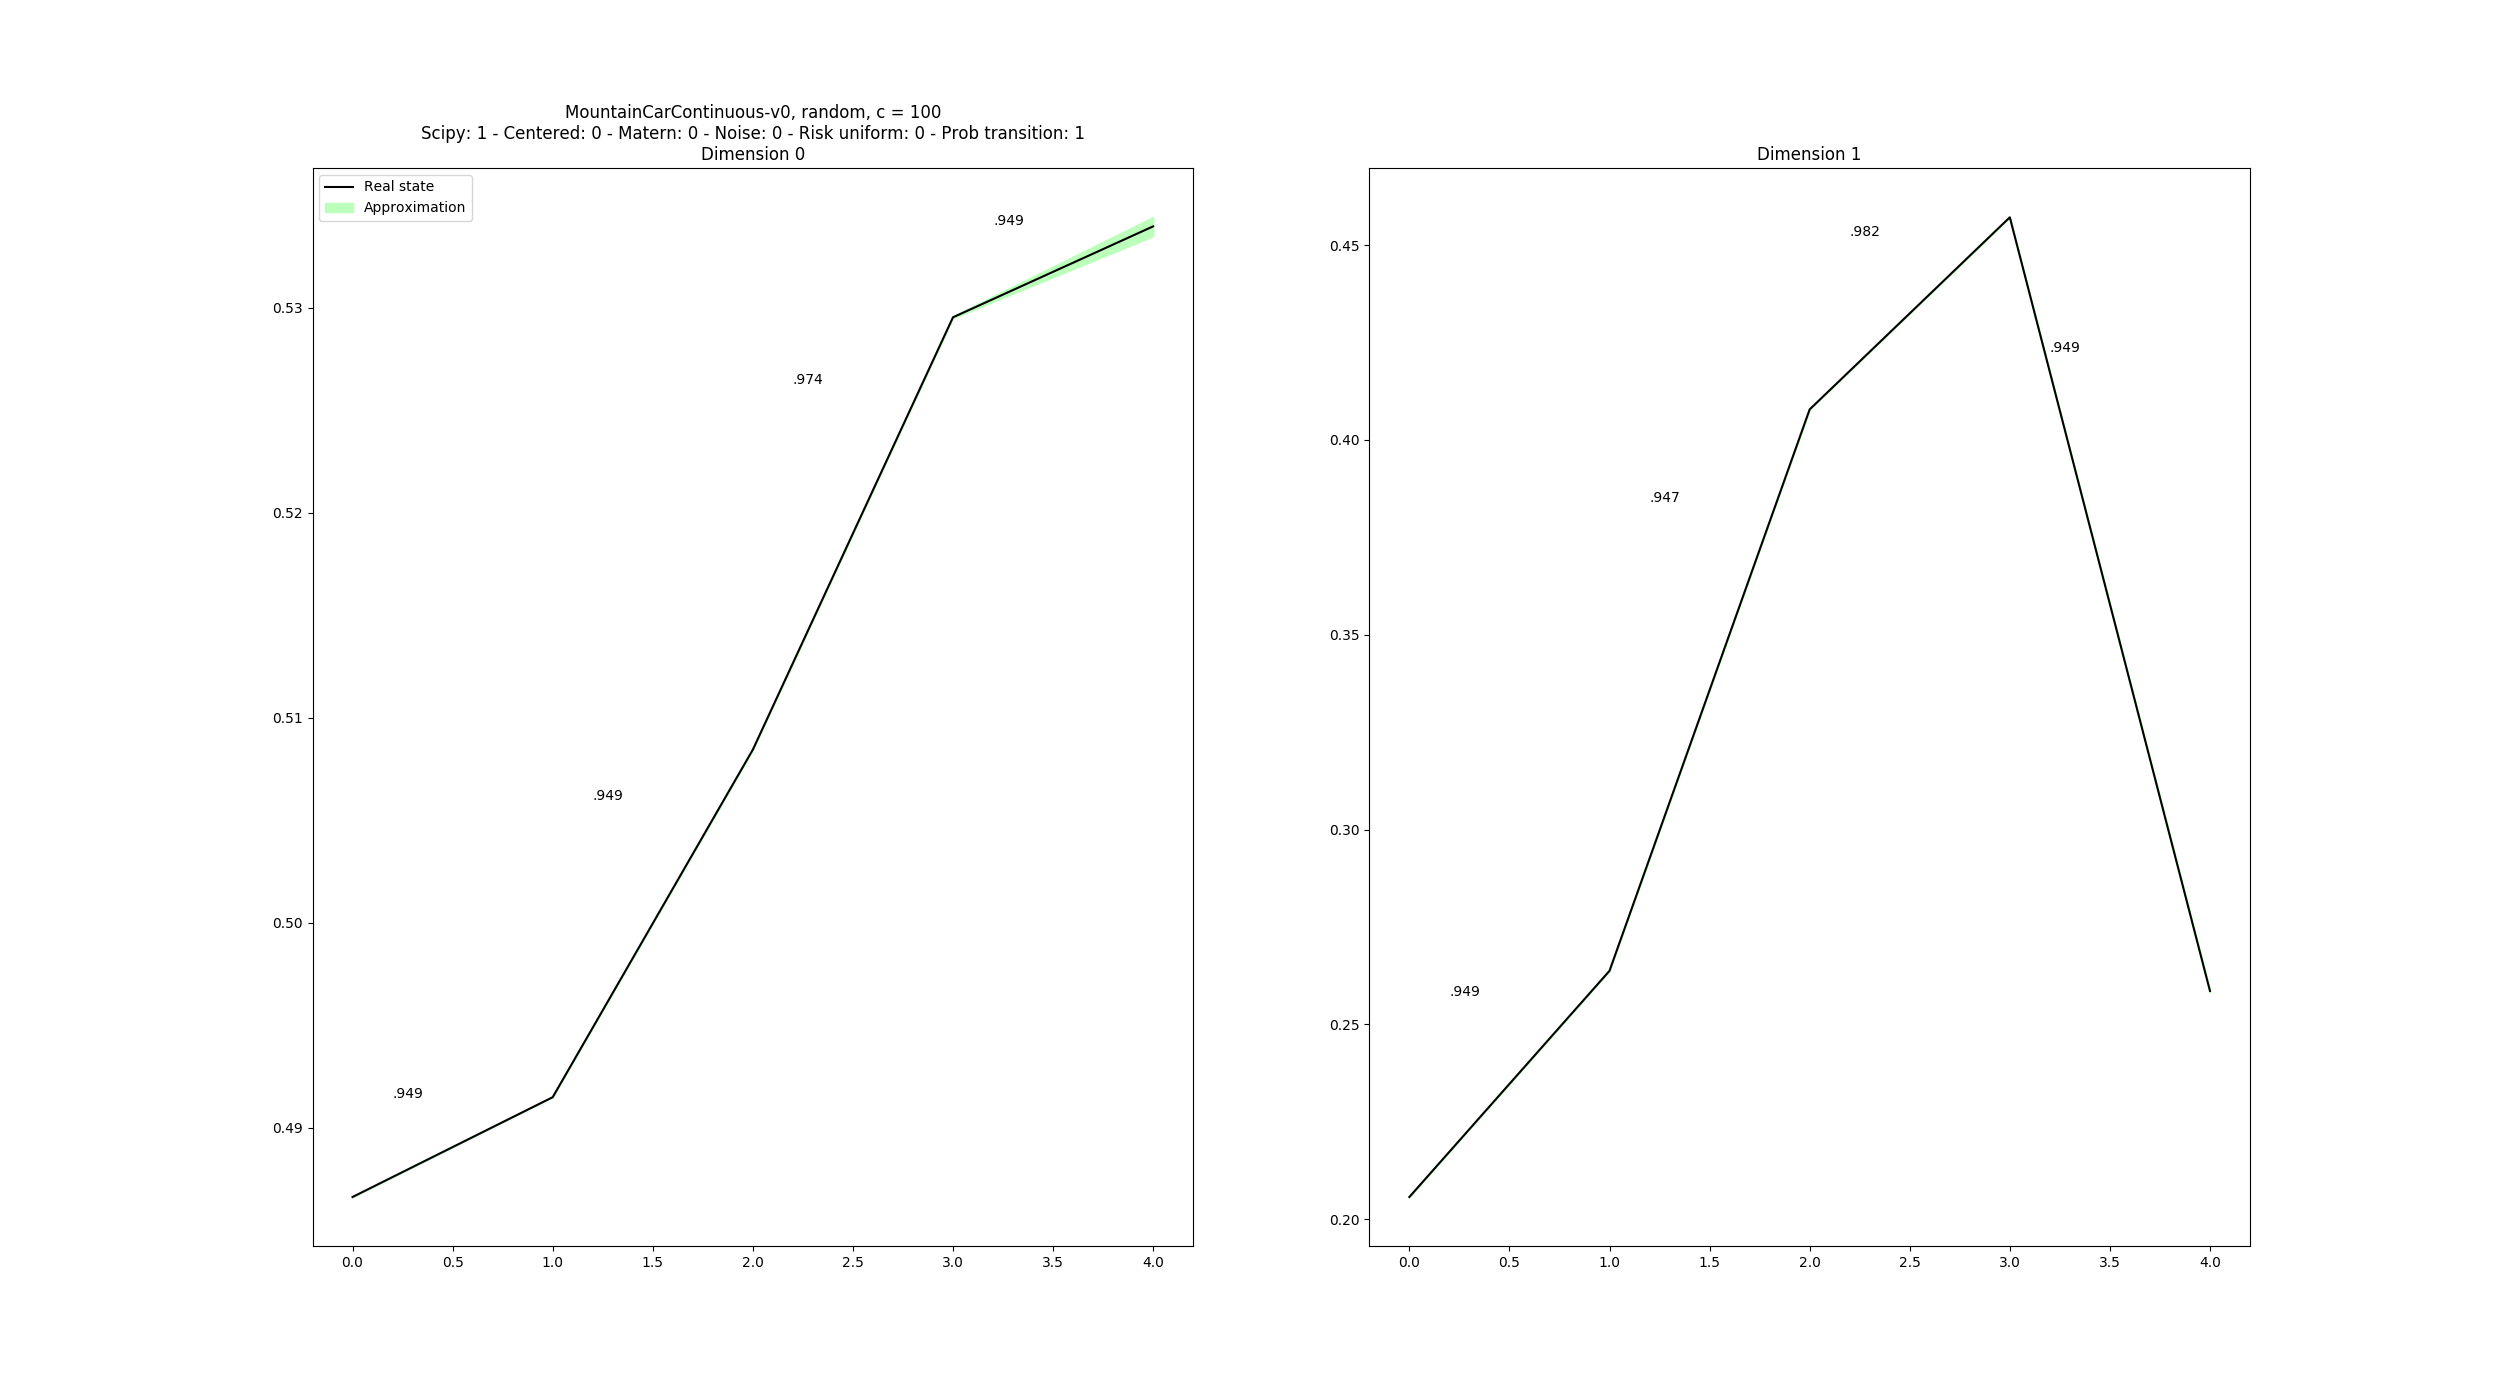 MountainCarContinuous-v0, random, c = 100
Scipy: 1 - Centered: 0 - Matern: 0 - Noise: 0 - Risk uniform: 0 - Prob transition: 1
Dimension 0
Real state
Approximation
.949
.974
.949
.949
0.53
0.52
0.51
0.50
0.49
0.0 0.5 1.0 1.5 2.0 2.5 3.0 3.5 4.0
Dimension 1
.982
.949
.947
.949
0.45
0.40
0.35
0.30
0.25
0.20
0.0 0.5 1.0 1.5 2.0 2.5 3.0 3.5 4.0